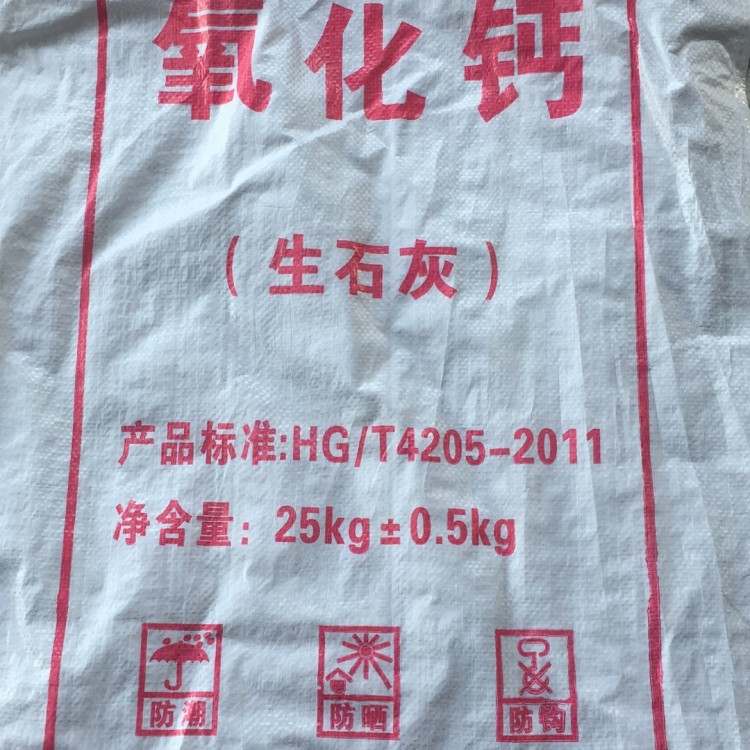 氧化钙
(生石灰)
产品标准:HG/T4205-2011
净含量: 25kg±0.5kg
防潮 防晒 防钩